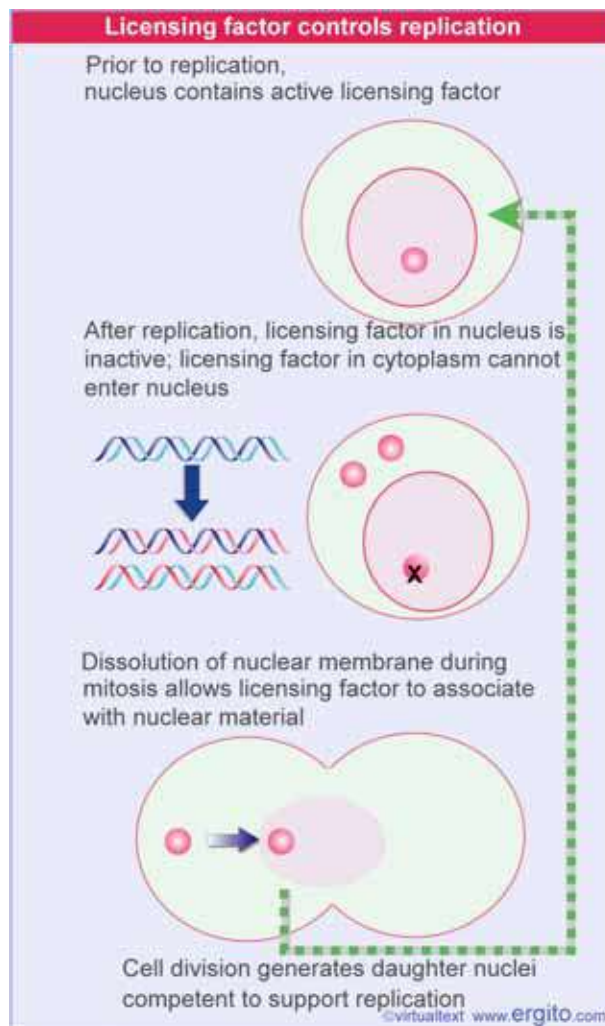 Licensing factor controls replication
Prior to replication,
nucleus contains active licensing factor
After replication, licensing factor in nucleus is
inactive; licensing factor in cytoplasm cannot
enter nucleus
X
Dissolution of nuclear membrane during
mitosis allows licensing factor to associate
with nuclear material
Cell division generates daughter nuclei
competent to support replication
©virtualtext www.ergito.com